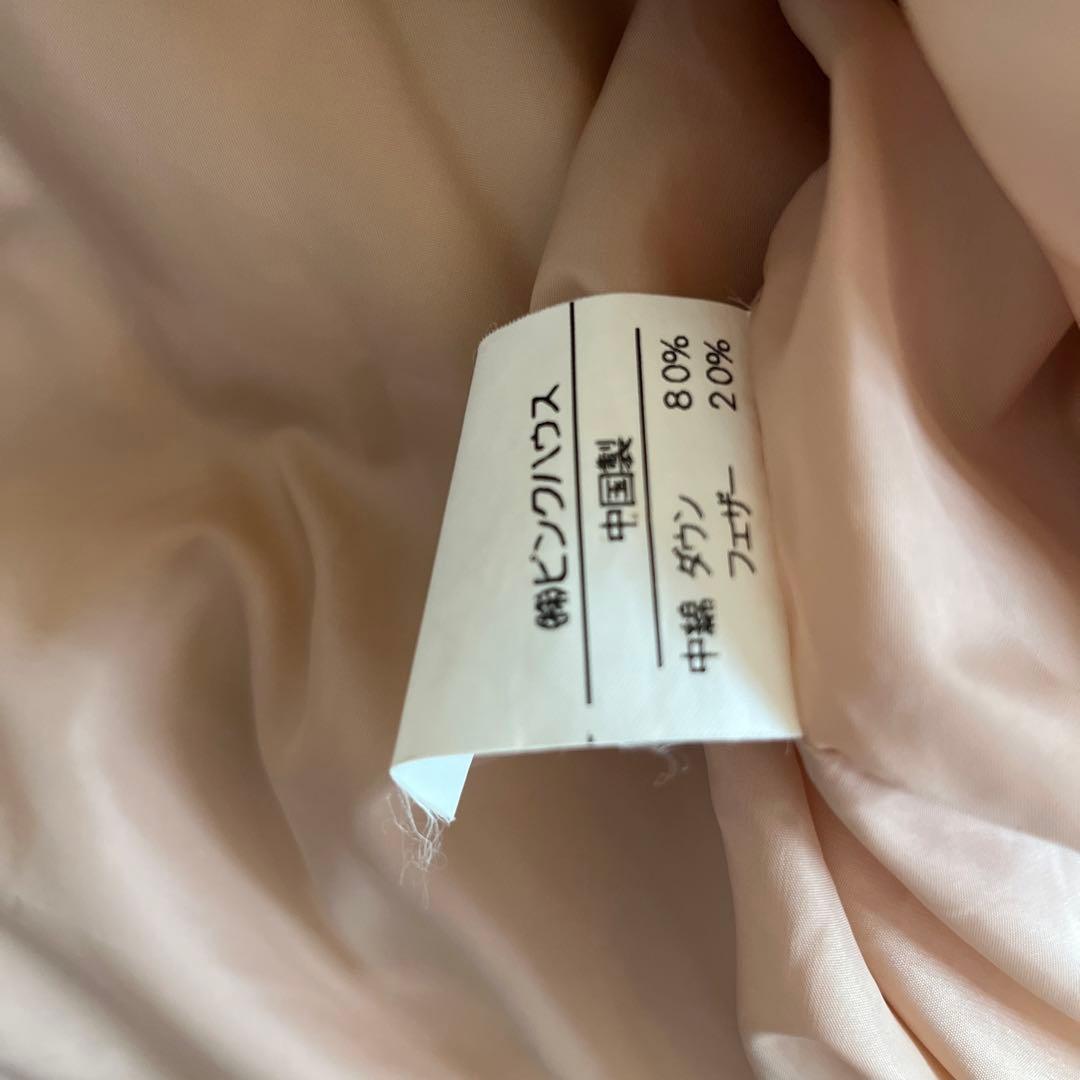 ㈱ピンクハウス
中国製
中綿 ダウン 80%
フェザー 20%